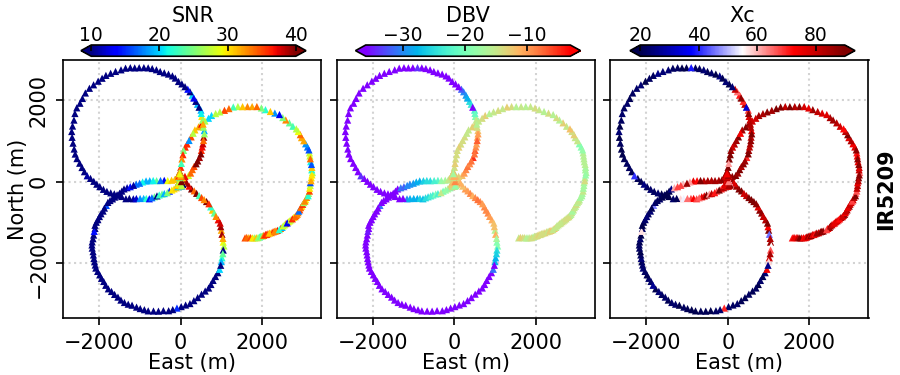 SNR
10 20 30 40
DBV
−30 −20 −10
Xc
20 40 60 80
North (m)
2000
0
−2000
IR5209
−2000 0 2000
East (m)
−2000 0 2000
East (m)
−2000 0 2000
East (m)